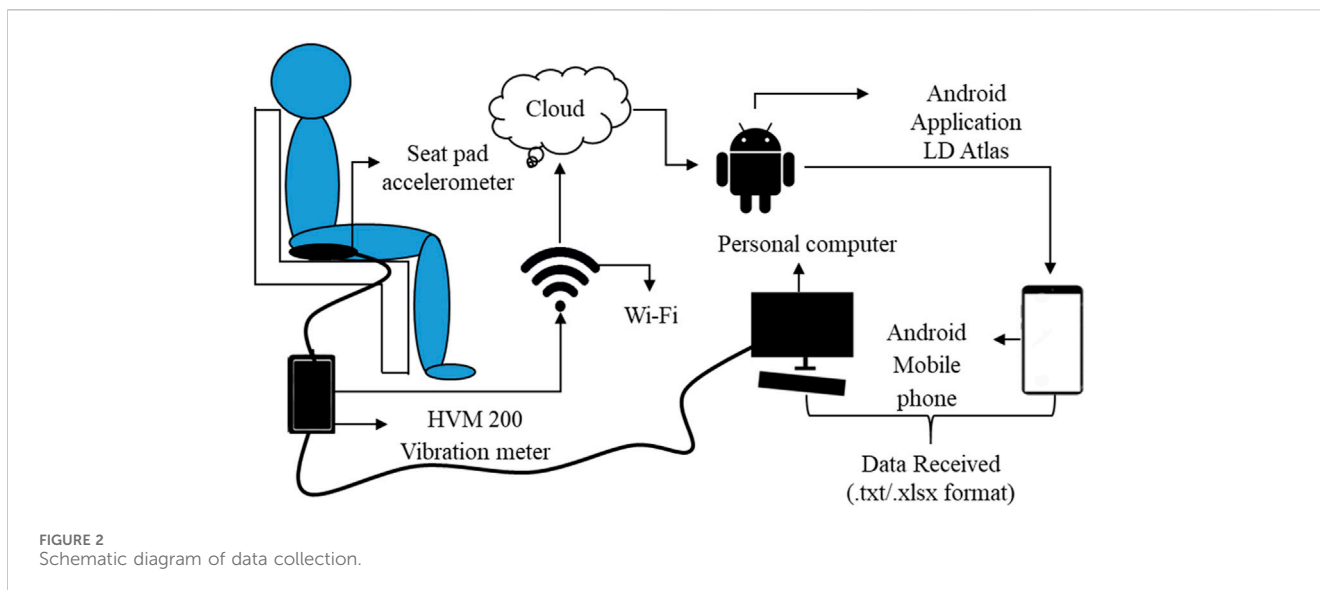 Cloud
Android
Application
LD Atlas
Seat pad
accelerometer
Personal computer
Wi-Fi
Android
Mobile
phone
HVM 200
Vibration meter
Data Received
(.txt/.xlsx format)
FIGURE 2
Schematic diagram of data collection.